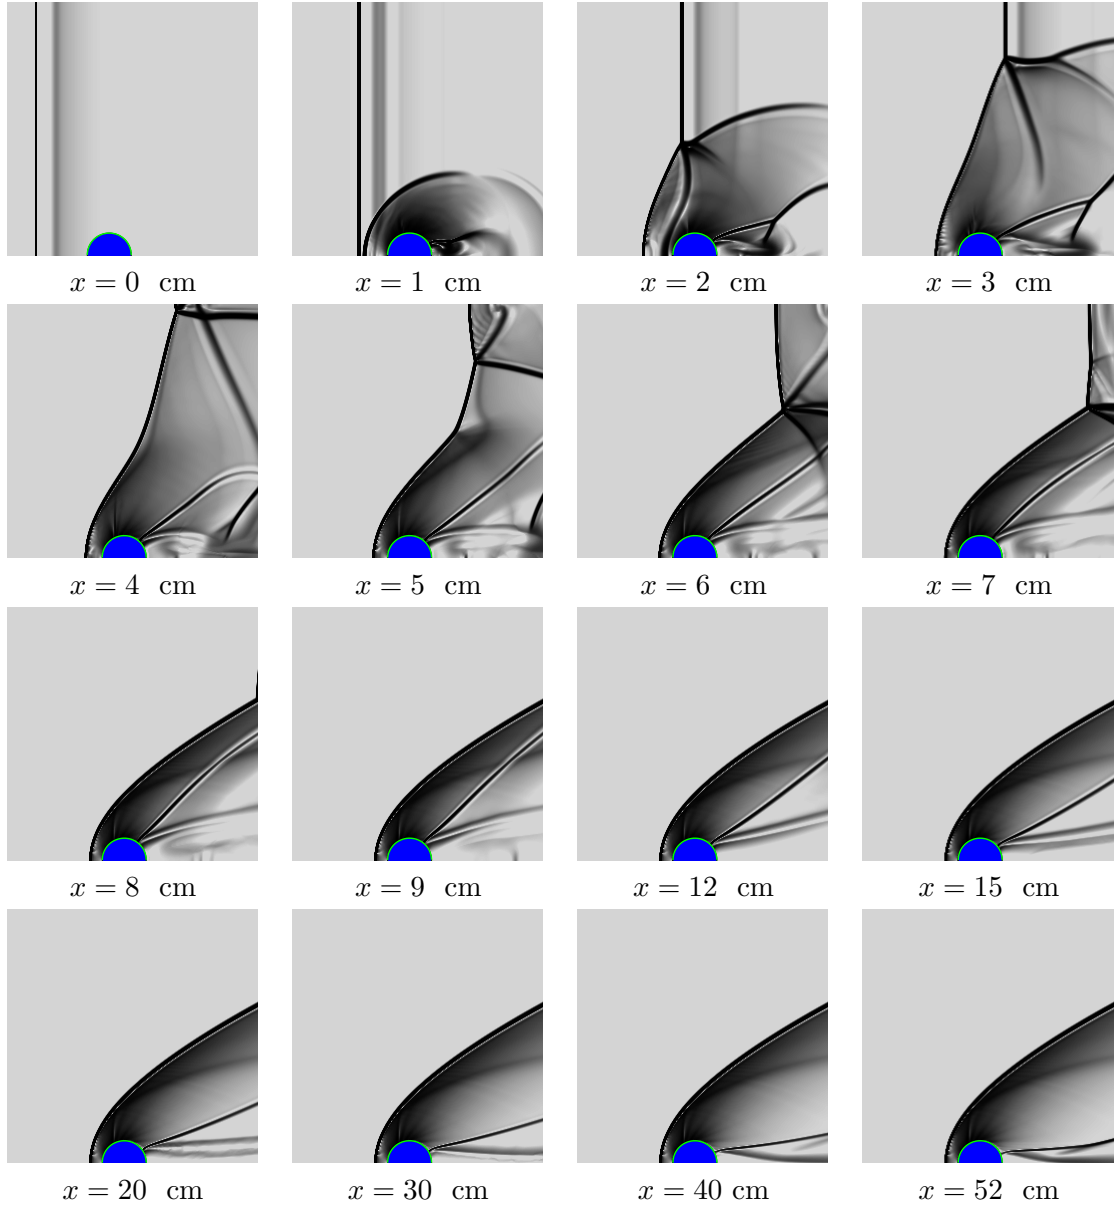 x = 0 cm
x = 1 cm
x = 2 cm
x = 3 cm
x = 4 cm
x = 5 cm
x = 6 cm
x = 7 cm
x = 8 cm
x = 9 cm
x = 12 cm
x = 15 cm
x = 20 cm
x = 30 cm
x = 40 cm
x = 52 cm